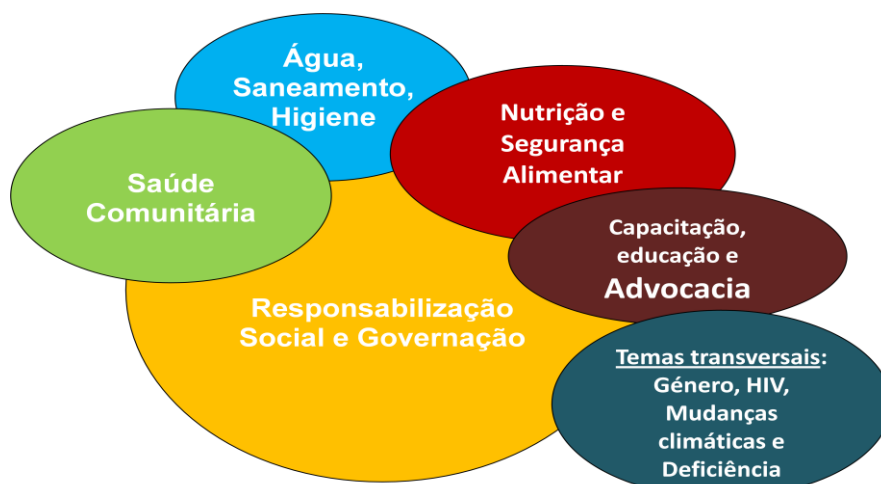 Água,
Saneamento,
Higiene
Nutrição e
Segurança
Alimentar
Saúde
Comunitária
Capacitação,
educação e
Advocacia
Responsabilização
Social e Governação
Temas transversais:
Género, HIV,
Mudanças
climáticas e
Deficiência